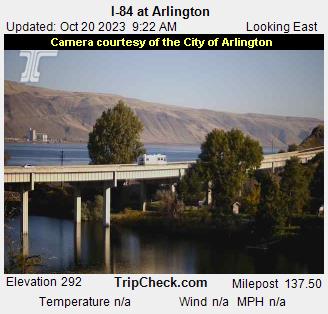 I-84 at Arlington
Updated: Oct 20 2023 9:22 AM Looking East
Camera courtesy of the City of Arlington
Elevation 292 TripCheck.com Milepost 137.50
Temperature n/a Wind n/a MPH n/a